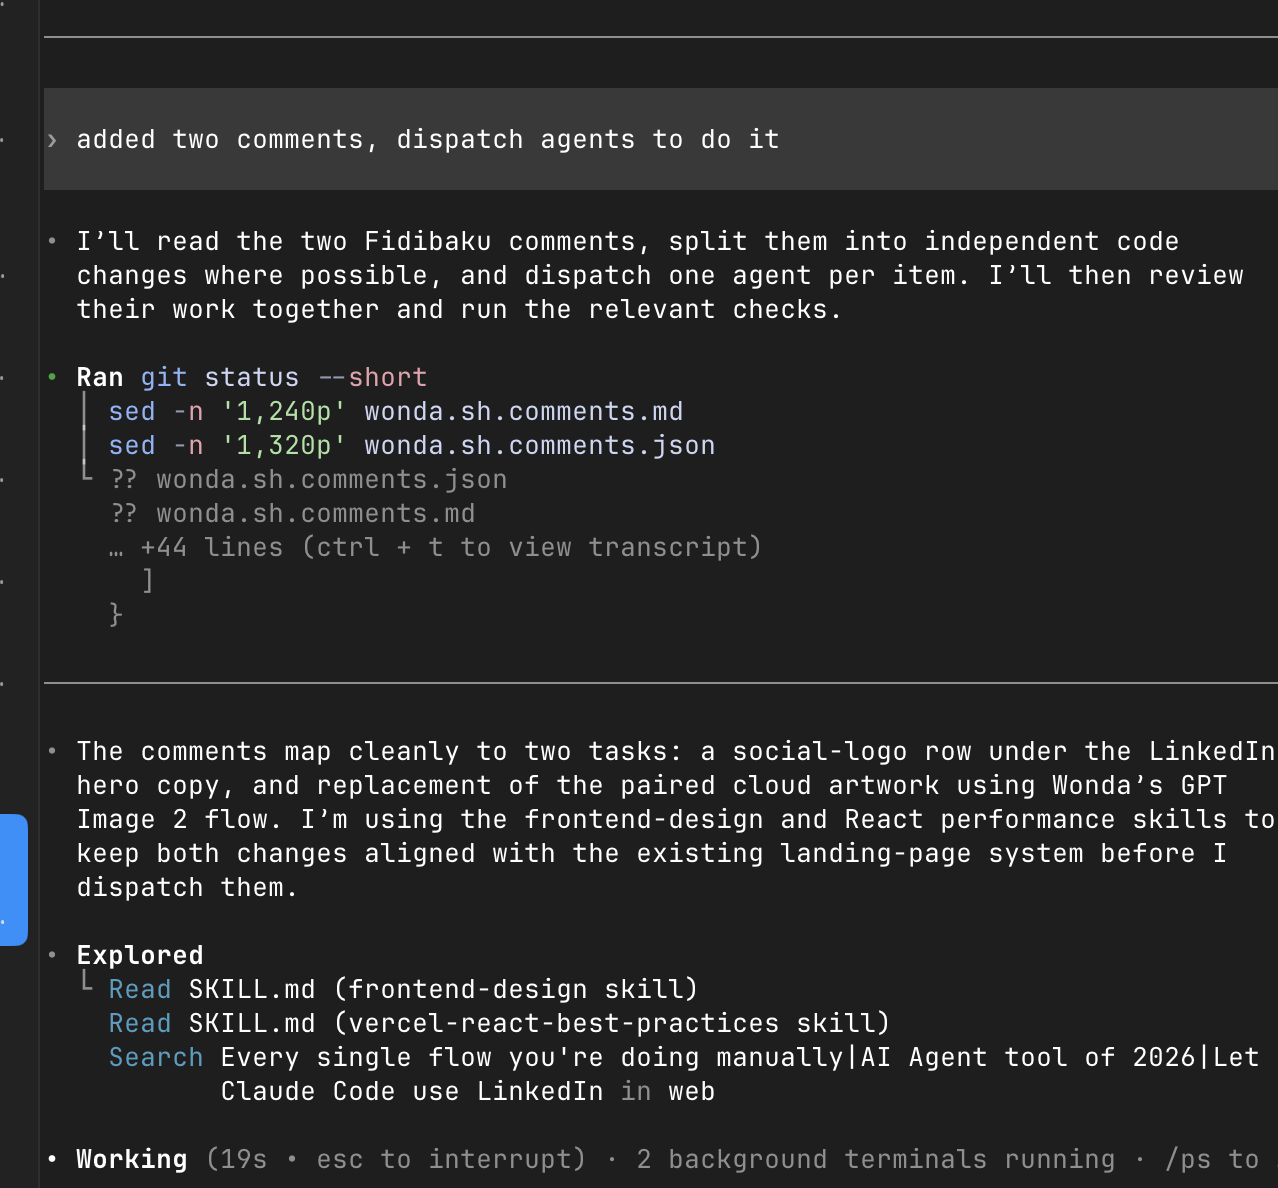 › added two comments, dispatch agents to do it
• I’ll read the two Fidibaku comments, split them into independent code
changes where possible, and dispatch one agent per item. I’ll then review
their work together and run the relevant checks.
• Ran git status --short
│ sed -n '1,240p' wonda.sh.comments.md
│ sed -n '1,320p' wonda.sh.comments.json
└ ?? wonda.sh.comments.json
?? wonda.sh.comments.md
… +44 lines (ctrl + t to view transcript)
]
}
• The comments map cleanly to two tasks: a social-logo row under the LinkedIn
hero copy, and replacement of the paired cloud artwork using Wonda’s GPT
Image 2 flow. I’m using the frontend-design and React performance skills to
keep both changes aligned with the existing landing-page system before I
dispatch them.
• Explored
└ Read SKILL.md (frontend-design skill)
Read SKILL.md (vercel-react-best-practices skill)
Search Every single flow you're doing manually|AI Agent tool of 2026|Let
Claude Code use LinkedIn in web
• Working (19s • esc to interrupt) · 2 background terminals running · /ps to